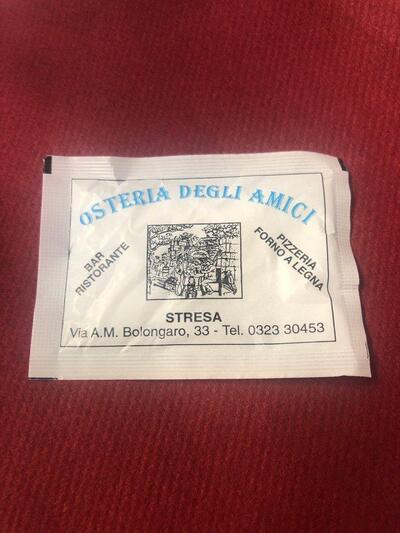 OSTERIA DEGLI AMICI
BAR
RISTORANTE
PIZZERIA
FORNO A LEGNA
STRESA
Via A.M. Bolongaro, 33 - Tel. 0323 30453